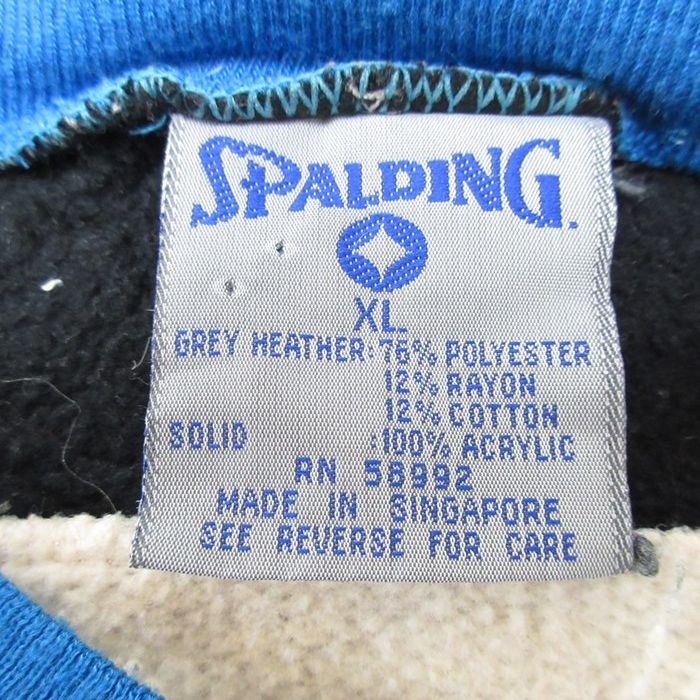 SPALDING
XL
GREY HEATHER: 76% POLYESTER
12% RAYON
12% COTTON
SOLID :100% ACRYLIC
RN 56992
MADE IN SINGAPORE
SEE REVERSE FOR CARE